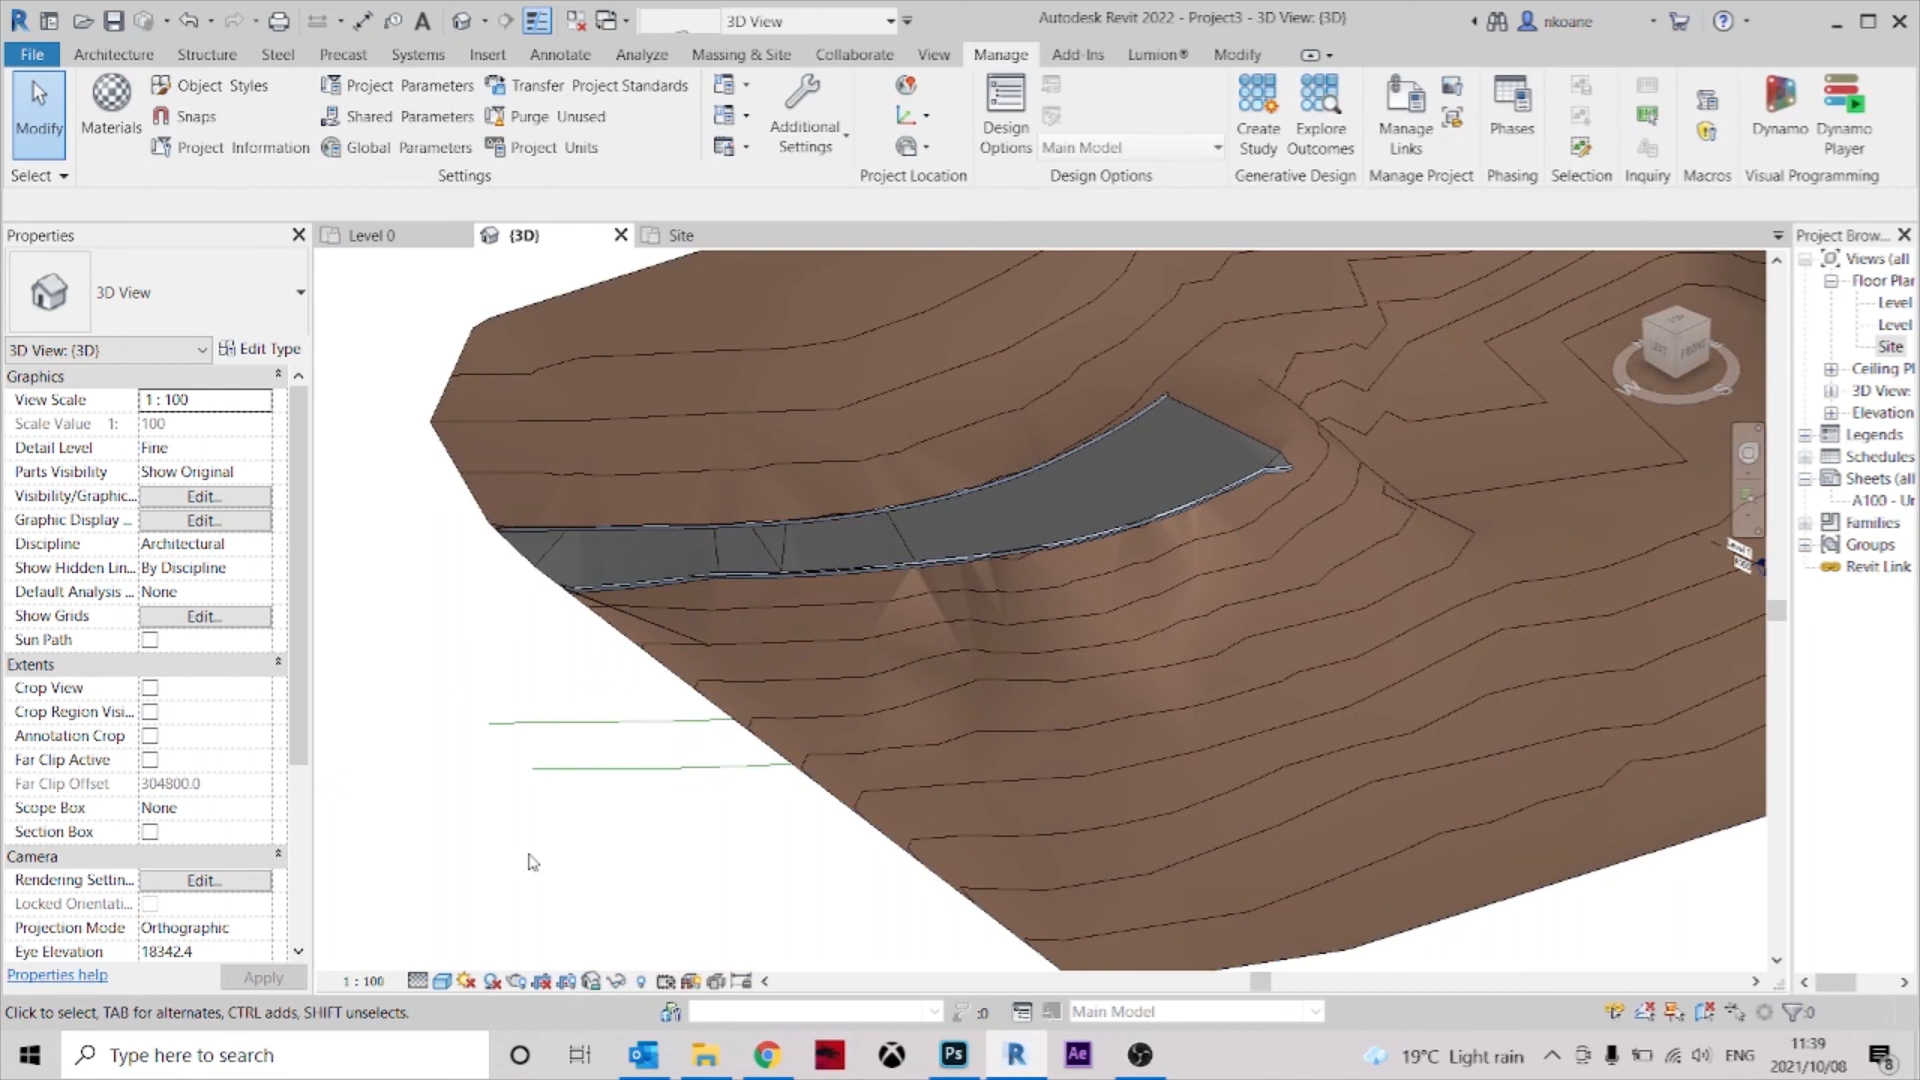 3D View
Autodesk Revit 2022 - Project3 - 3D View: {3D}
nkoane
File Architecture Structure Steel Precast Systems Insert Annotate Analyze Massing & Site Collaborate View Manage Add-Ins Lumion® Modify
Modify
Materials
Object Styles
Snaps
Project Information
Project Parameters
Shared Parameters
Global Parameters
Transfer Project Standards
Purge Unused
Project Units
Additional Settings
Design Options
Main Model
Create Study
Explore Outcomes
Manage Links
Phases
Dynamo
Dynamo Player
Select Settings Project Location Design Options Generative Design Manage Project Phasing Selection Inquiry Macros Visual Programming
Properties
Level 0
{3D}
Site
Project Brow...
3D View
3D View: {3D}
Edit Type
Graphics
View Scale 1 : 100
Scale Value 1: 100
Detail Level Fine
Parts Visibility Show Original
Visibility/Graphic... Edit...
Graphic Display ... Edit...
Discipline Architectural
Show Hidden Lin... By Discipline
Default Analysis ... None
Show Grids Edit...
Sun Path
Extents
Crop View
Crop Region Visi...
Annotation Crop
Far Clip Active
Far Clip Offset 304800.0
Scope Box None
Section Box
Camera
Rendering Settin... Edit...
Locked Orientati...
Projection Mode Orthographic
Eye Elevation 18342.4
Properties help
Apply
TOP
LEFT
FRONT
Views (all
Floor Plan
Level
Level
Site
Ceiling Pl
3D View:
Elevation
Legends
Schedules
Sheets (all
A100 - Un
Families
Groups
Revit Link
1 : 100
Click to select, TAB for alternates, CTRL adds, SHIFT unselects.
:0
Main Model
:0
Type here to search
Ps
R
Ae
19°C Light rain
ENG
11:39
2021/10/08
8